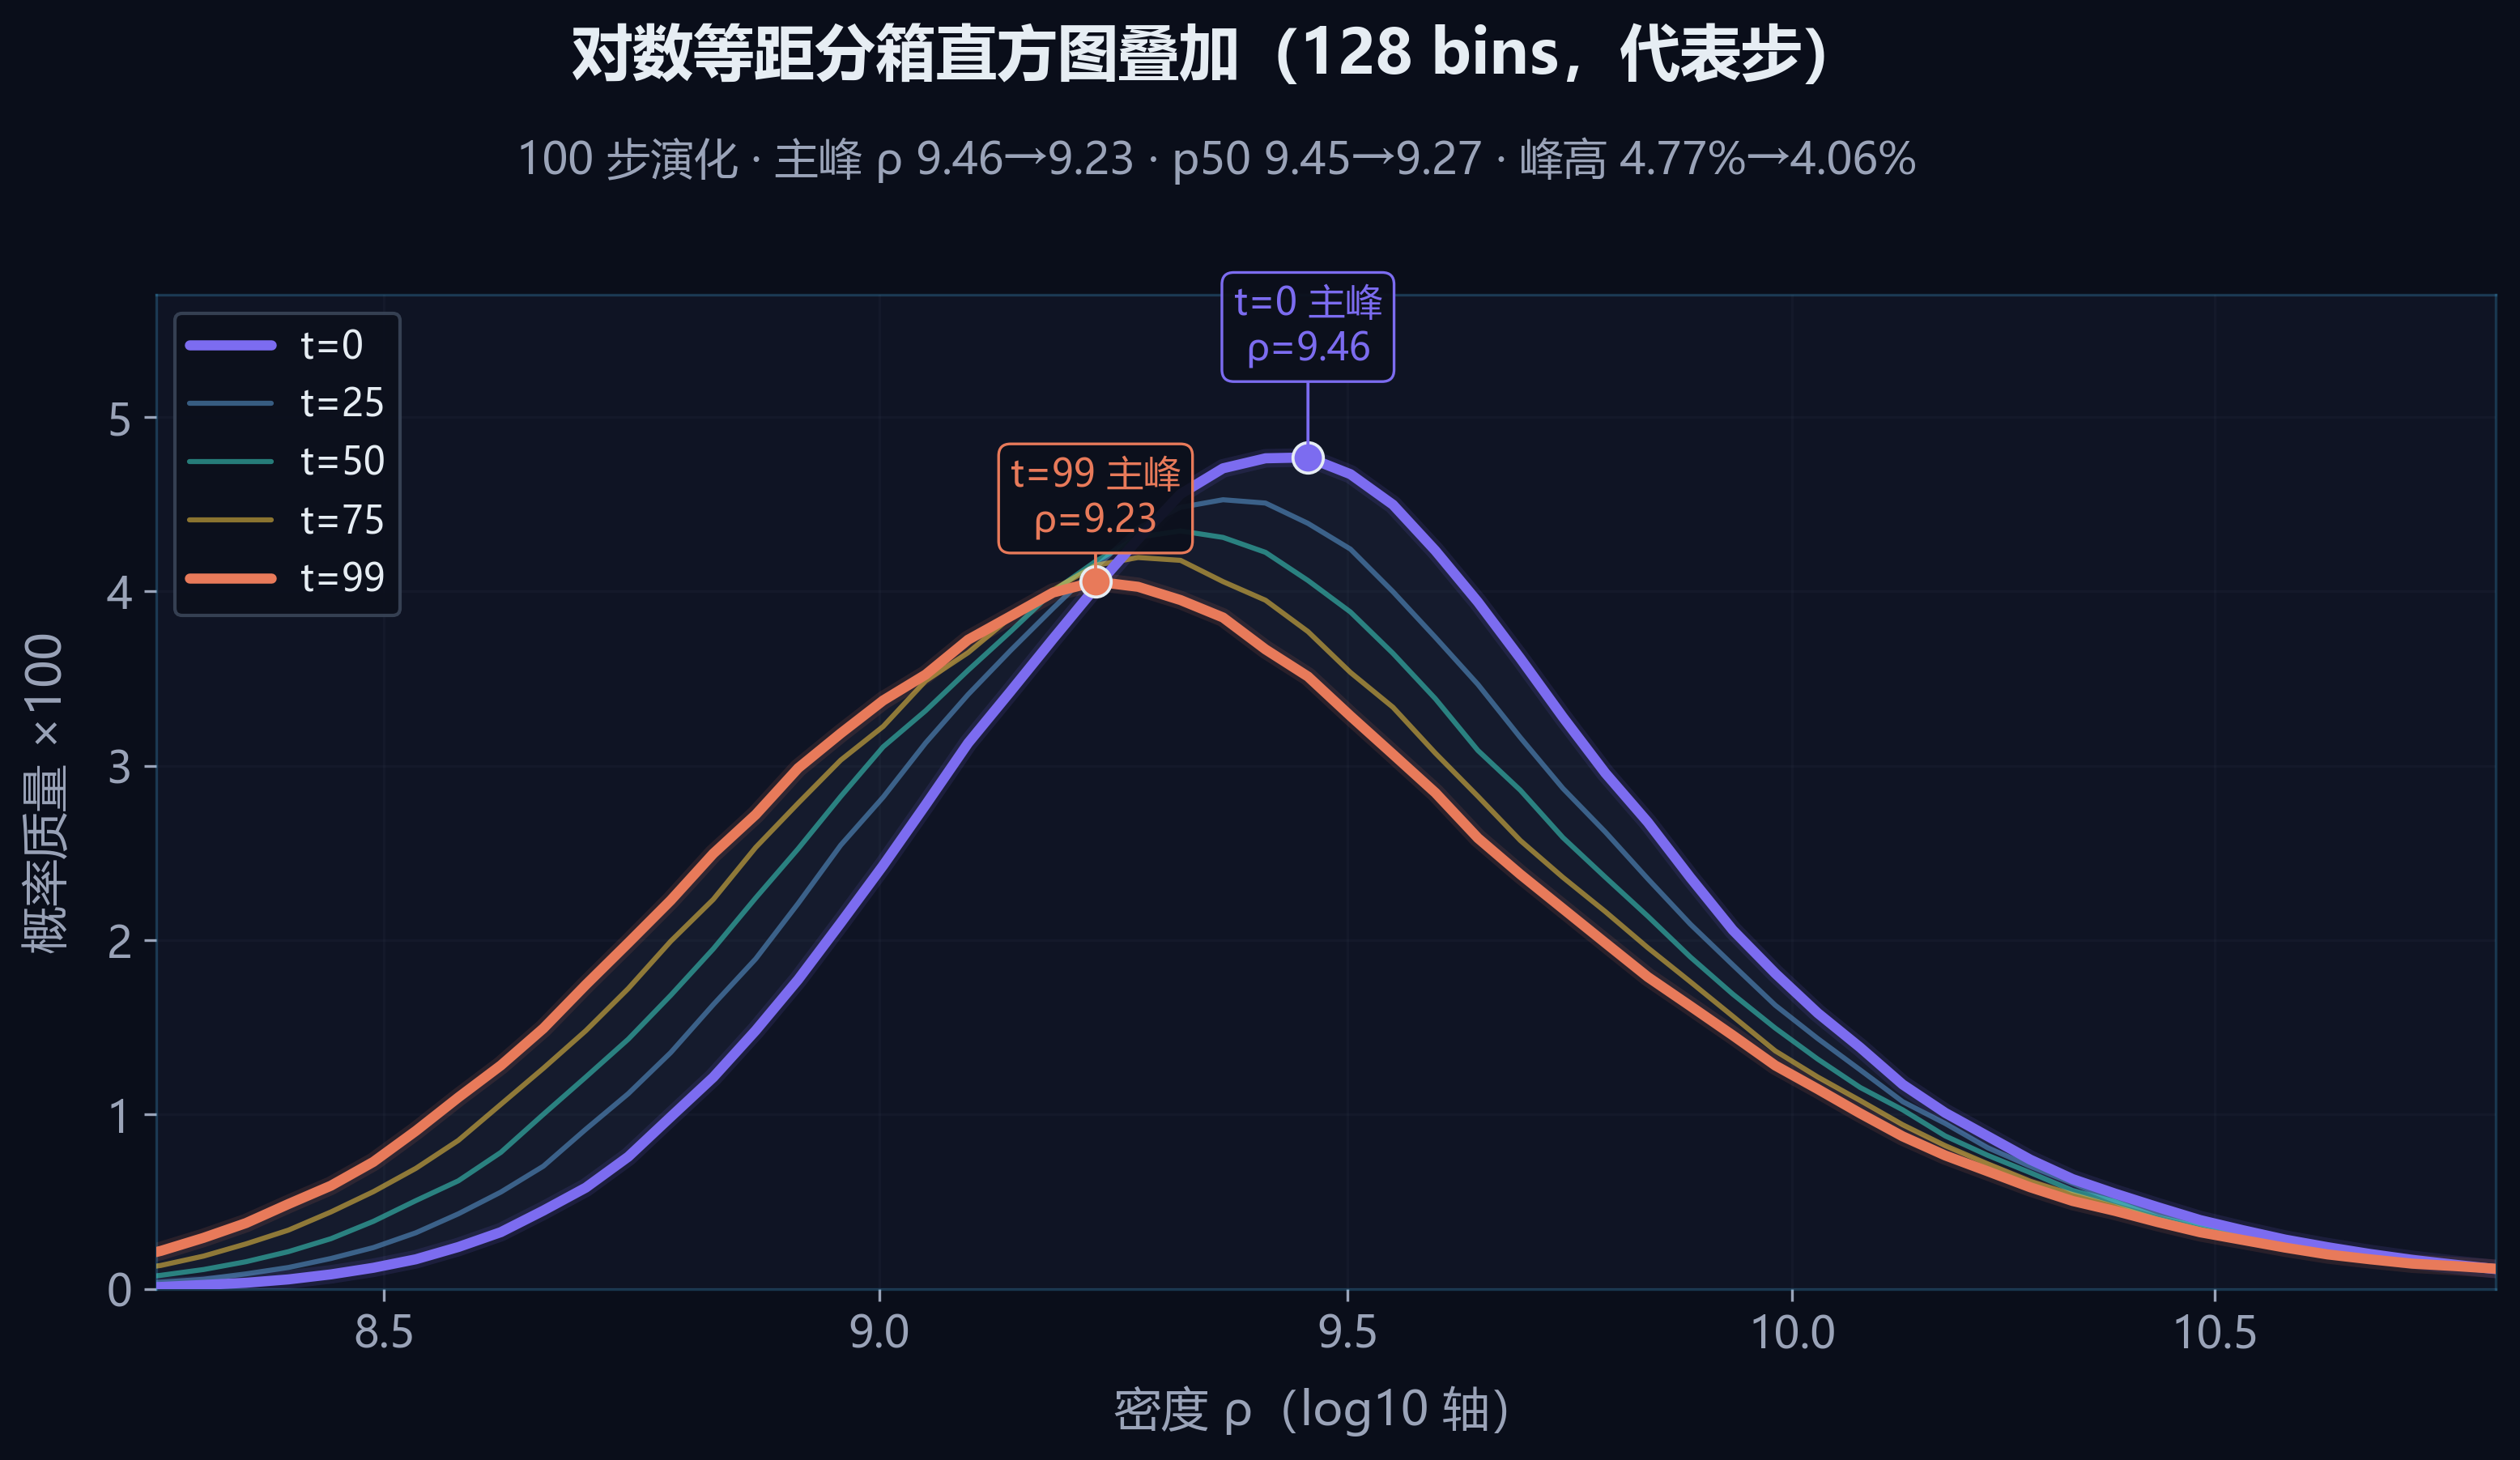 对数等距分箱直方图叠加（128 bins，代表步）
100 步演化 · 主峰 ρ 9.46→9.23 · p50 9.45→9.27 · 峰高 4.77%→4.06%
t=0 主峰
ρ=9.46
t=99 主峰
ρ=9.23
t=0
t=25
t=50
t=75
t=99
概率质量 ×100
5
4
3
2
1
0
8.5
9.0
9.5
10.0
10.5
密度 ρ（log10 轴）